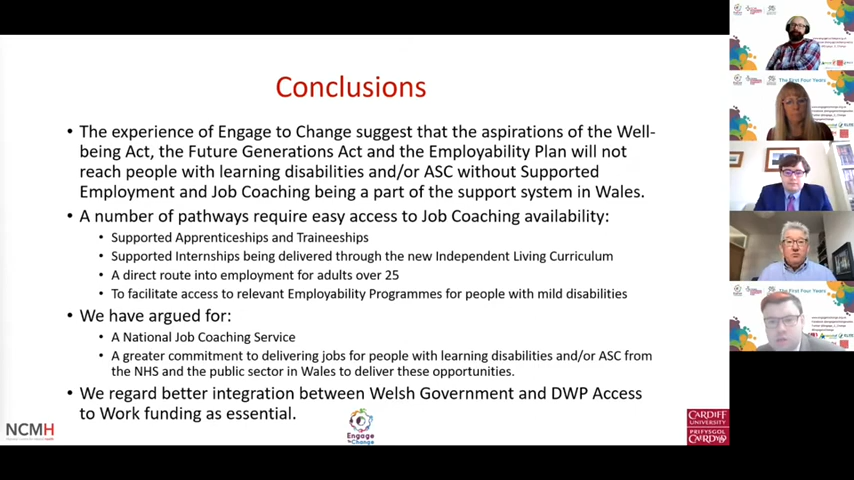 Conclusions
• The experience of Engage to Change suggest that the aspirations of the Well-
being Act, the Future Generations Act and the Employability Plan will not
reach people with learning disabilities and/or ASC without Supported
Employment and Job Coaching being a part of the support system in Wales.
• A number of pathways require easy access to Job Coaching availability:
• Supported Apprenticeships and Traineeships
• Supported Internships being delivered through the new Independent Living Curriculum
• A direct route into employment for adults over 25
• To facilitate access to relevant Employability Programmes for people with mild disabilities
• We have argued for:
• A National Job Coaching Service
• A greater commitment to delivering jobs for people with learning disabilities and/or ASC from
the NHS and the public sector in Wales to deliver these opportunities.
• We regard better integration between Welsh Government and DWP Access
to Work funding as essential.
NCMH
Engage
to Change
CARDIFF
UNIVERSITY
PRIFYSGOL
CAERDYDD
The First Four Years
The First Four Years